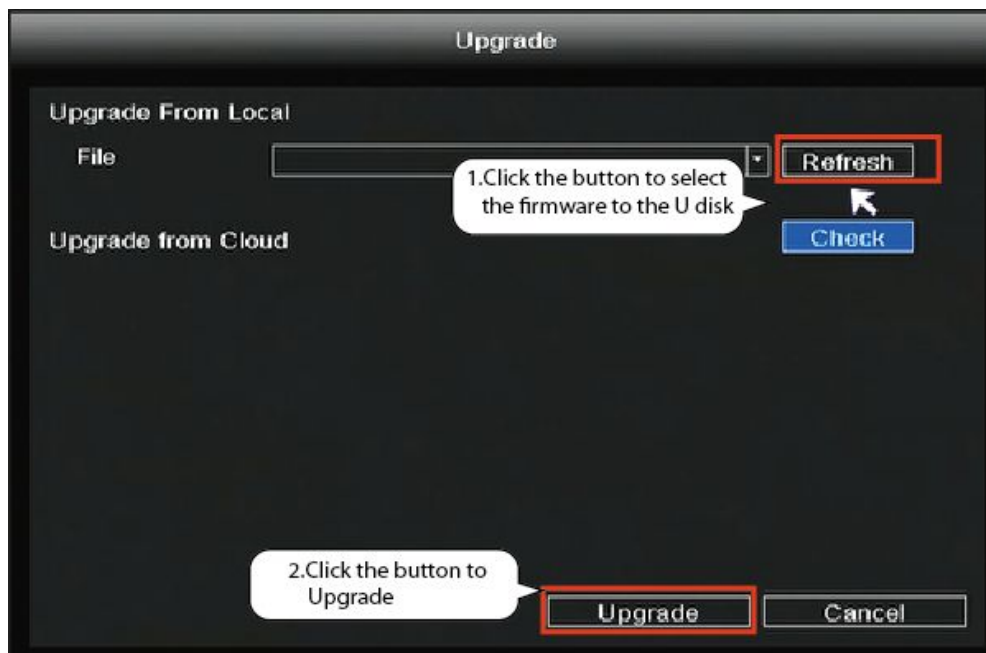 Upgrade
Upgrade From Local
File
Refresh
1.Click the button to select
the firmware to the U disk
Upgrade from Cloud
Check
2.Click the button to
Upgrade
Upgrade
Cancel